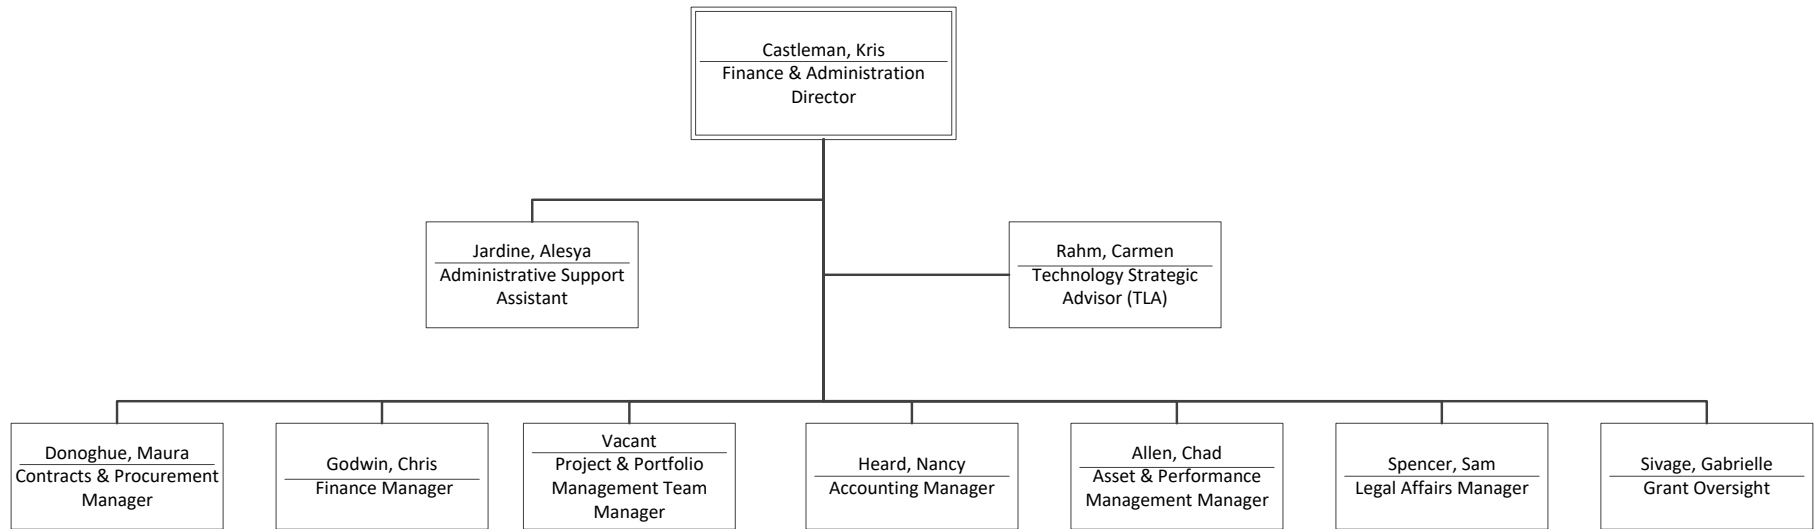 Castleman, Kris
Finance & Administration
Director
Jardine, Alesya
Administrative Support
Assistant
Rahm, Carmen
Technology Strategic
Advisor (TLA)
Donoghue, Maura
Contracts & Procurement
Manager
Godwin, Chris
Finance Manager
Vacant
Project & Portfolio
Management Team
Manager
Heard, Nancy
Accounting Manager
Allen, Chad
Asset & Performance
Management Manager
Spencer, Sam
Legal Affairs Manager
Sivage, Gabrielle
Grant Oversight